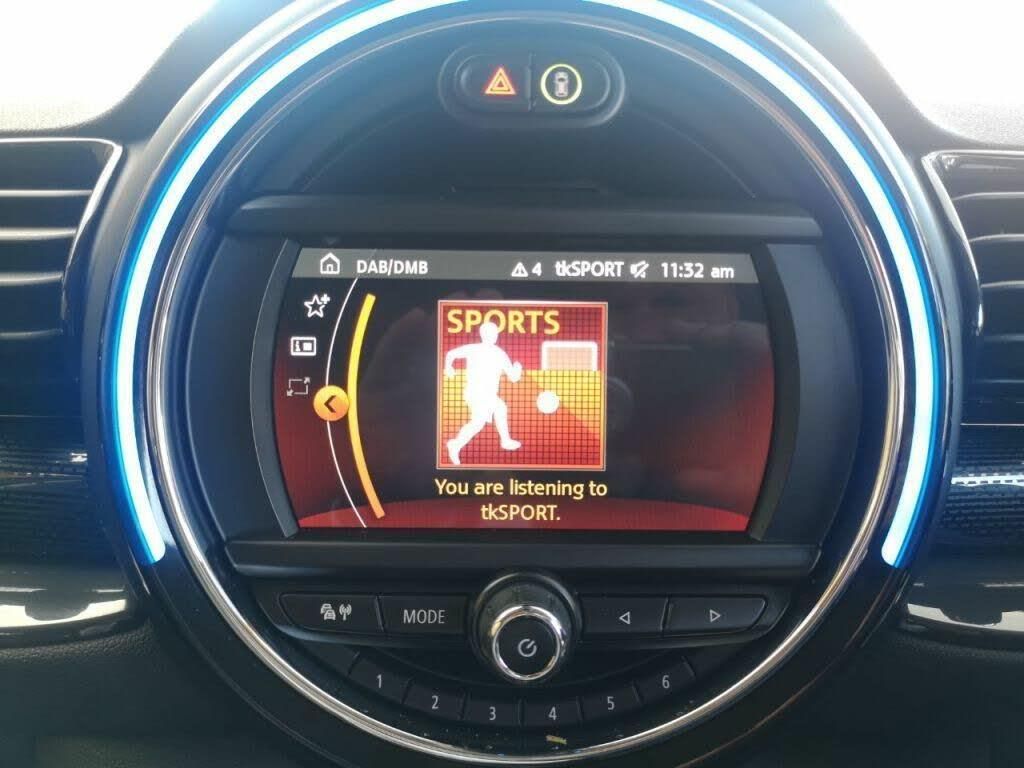 DAB/DMB 4 tkSPORT 11:32 am
SPORTS
You are listening to
tkSPORT.
MODE
1
2
3
4
5
6